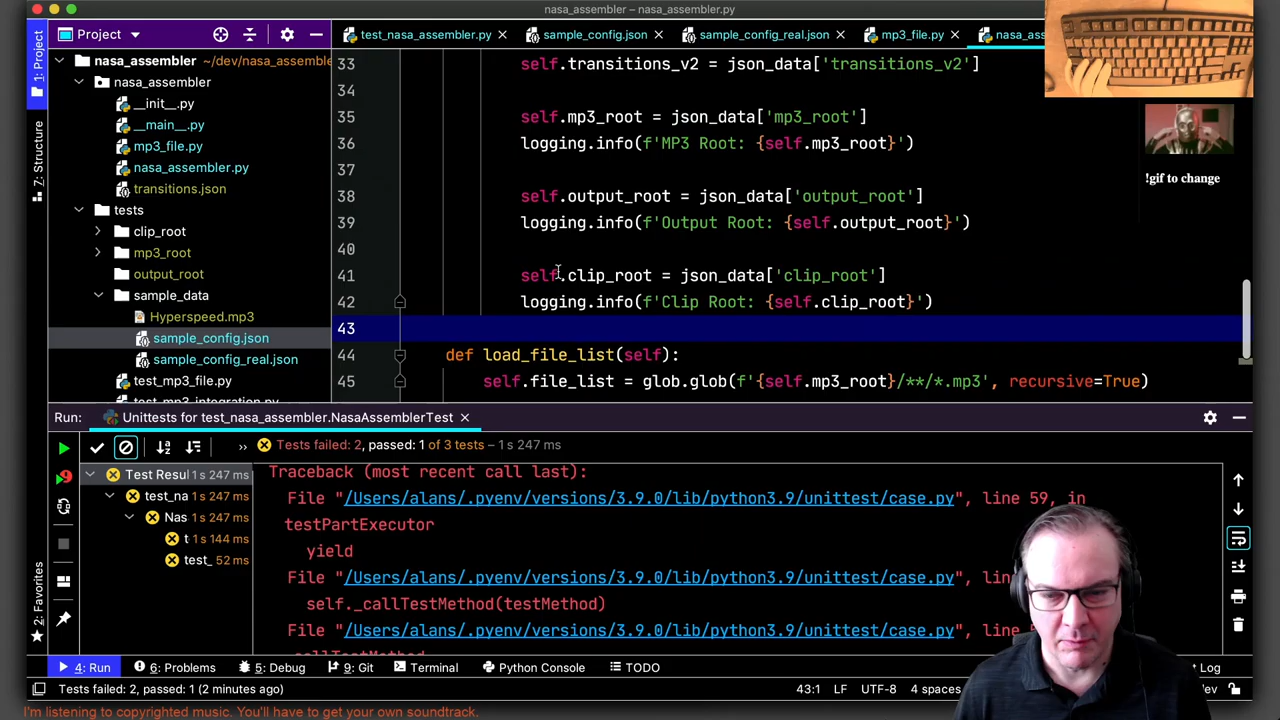 nasa_assembler – nasa_assembler.py
Project
test_nasa_assembler.py
sample_config.json
sample_config_real.json
mp3_file.py
1: Project
7: Structure
2: Favorites
nasa_assembler ~/dev/nasa_assemble
nasa_assembler
__init__.py
__main__.py
mp3_file.py
nasa_assembler.py
transitions.json
tests
clip_root
mp3_root
output_root
sample_data
Hyperspeed.mp3
sample_config.json
sample_config_real.json
test_mp3_file.py
test_mp3_integration.py
33 self.transitions_v2 = json_data['transitions_v2']
34
35 self.mp3_root = json_data['mp3_root']
36 logging.info(f'MP3 Root: {self.mp3_root}')
37
38 self.output_root = json_data['output_root']
39 logging.info(f'Output Root: {self.output_root}')
40
41 self.clip_root = json_data['clip_root']
42 logging.info(f'Clip Root: {self.clip_root}')
43
44 def load_file_list(self):
45 self.file_list = glob.glob(f'{self.mp3_root}/**/*.mp3', recursive=True)
!gif to change
Run: Unittests for test_nasa_assembler.NasaAssemblerTest
Tests failed: 2, passed: 1 of 3 tests – 1 s 247 ms
Test Resul 1 s 247 ms
test_na 1 s 247 ms
Nas 1 s 247 ms
t 1 s 144 ms
test_ 52 ms
Traceback (most recent call last):
File "/Users/alans/.pyenv/versions/3.9.0/lib/python3.9/unittest/case.py", line 59, in
testPartExecutor
yield
File "/Users/alans/.pyenv/versions/3.9.0/lib/python3.9/unittest/case.py", lin
self._callTestMethod(testMethod)
File "/Users/alans/.pyenv/versions/3.9.0/lib/python3.9/unittest/case.py", line
4: Run
6: Problems
5: Debug
9: Git
Terminal
Python Console
TODO
Log
Tests failed: 2, passed: 1 (2 minutes ago)
43:1 LF UTF-8 4 spaces
I'm listening to copyrighted music. You'll have to get your own soundtrack.